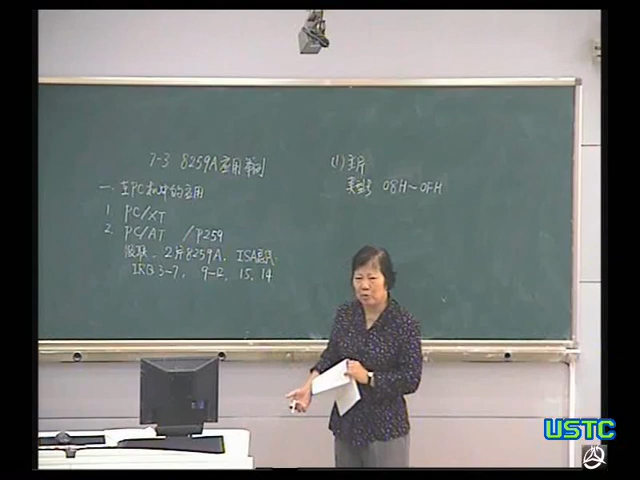 7-3 8259A应用举例
一. 在PC机中的应用
1. PC/XT
2. PC/AT /P259
级联、2片8259A. ISA总线
IRQ3~7, 9~12, 15, 14
(1) 主片
类型号 08H~0FH
USTC